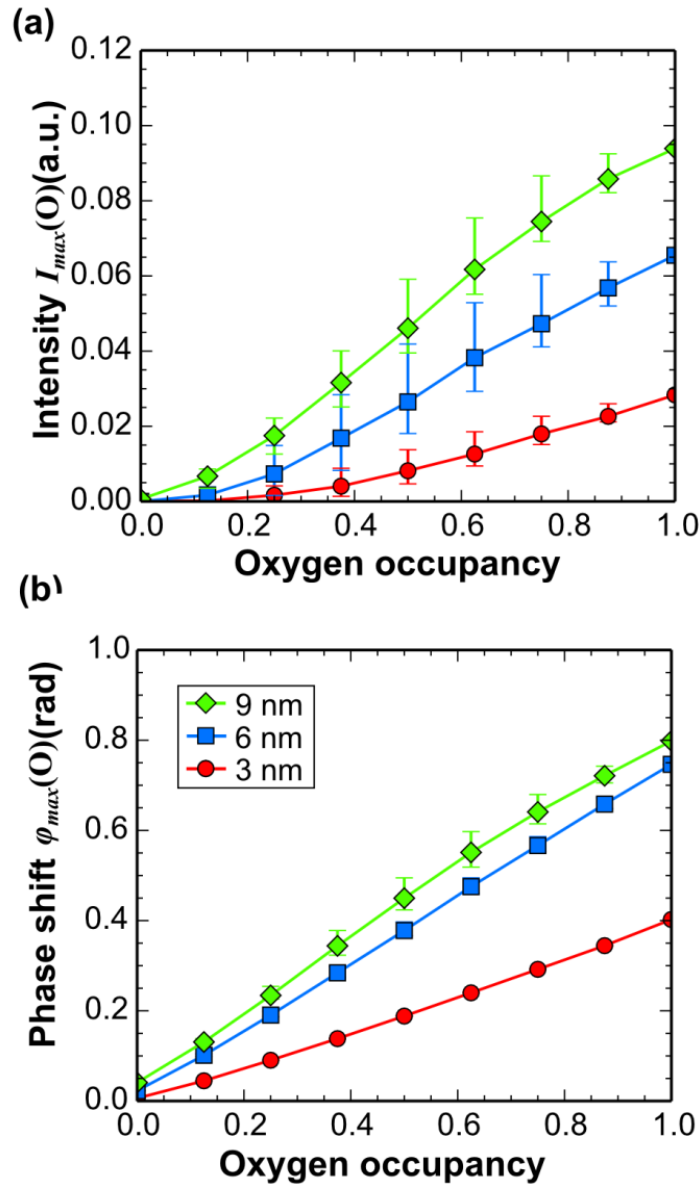 (a)
0.12
0.10
0.08
0.06
0.04
0.02
0.00
Intensity I_max(O)(a.u.)
0.0 0.2 0.4 0.6 0.8 1.0
Oxygen occupancy
(b)
1.0
0.8
0.6
0.4
0.2
0.0
Phase shift φ_max(O)(rad)
9 nm
6 nm
3 nm
0.0 0.2 0.4 0.6 0.8 1.0
Oxygen occupancy